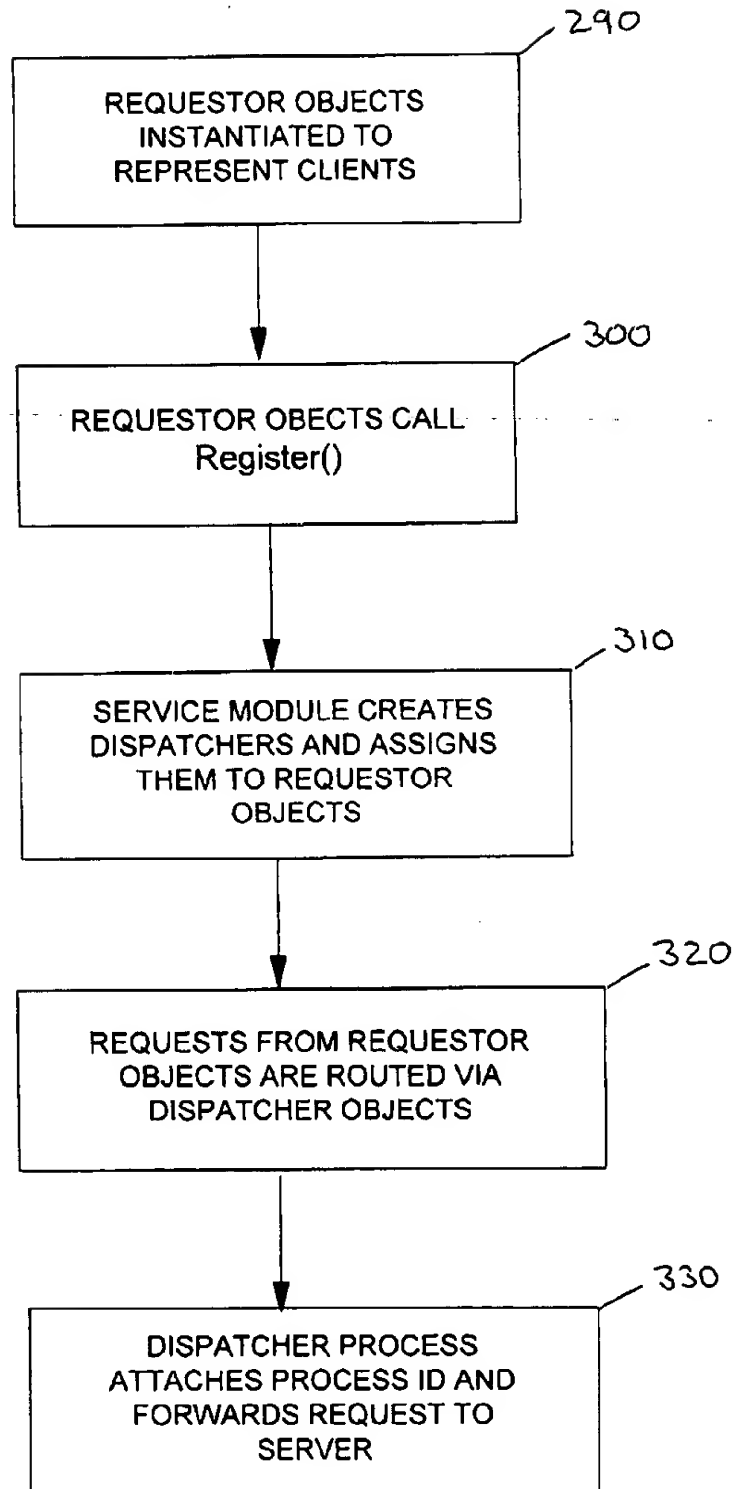 290
REQUESTOR OBJECTS
INSTANTIATED TO
REPRESENT CLIENTS
300
REQUESTOR OBECTS CALL
Register()
310
SERVICE MODULE CREATES
DISPATCHERS AND ASSIGNS
THEM TO REQUESTOR
OBJECTS
320
REQUESTS FROM REQUESTOR
OBJECTS ARE ROUTED VIA
DISPATCHER OBJECTS
330
DISPATCHER PROCESS
ATTACHES PROCESS ID AND
FORWARDS REQUEST TO
SERVER